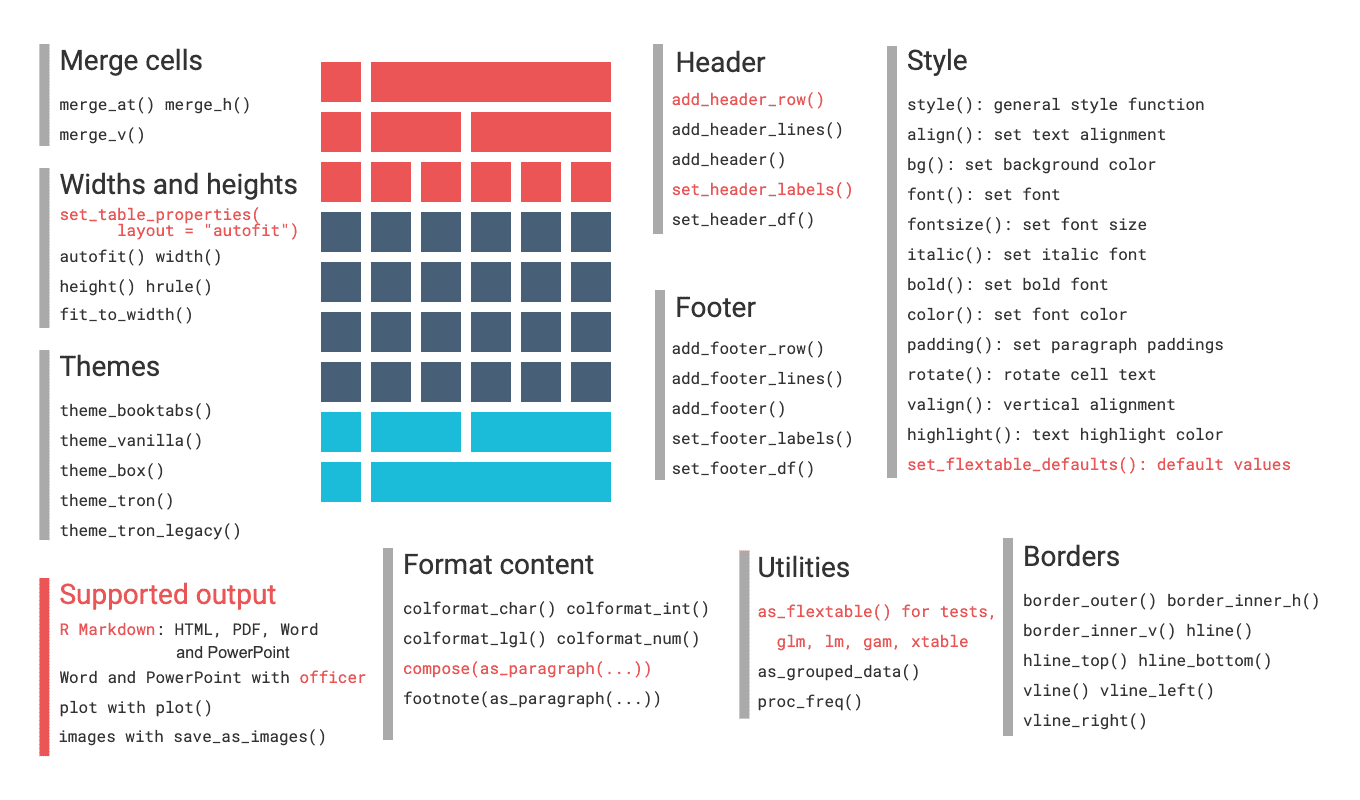 Merge cells
merge_at() merge_h()
merge_v()
Widths and heights
set_table_properties(
layout = "autofit")
autofit() width()
height() hrule()
fit_to_width()
Themes
theme_booktabs()
theme_vanilla()
theme_box()
theme_tron()
theme_tron_legacy()
Header
add_header_row()
add_header_lines()
add_header()
set_header_labels()
set_header_df()
Footer
add_footer_row()
add_footer_lines()
add_footer()
set_footer_labels()
set_footer_df()
Style
style(): general style function
align(): set text alignment
bg(): set background color
font(): set font
fontsize(): set font size
italic(): set italic font
bold(): set bold font
color(): set font color
padding(): set paragraph paddings
rotate(): rotate cell text
valign(): vertical alignment
highlight(): text highlight color
set_flextable_defaults(): default values
Supported output
R Markdown: HTML, PDF, Word
and PowerPoint
Word and PowerPoint with officer
plot with plot()
images with save_as_images()
Format content
colformat_char() colformat_int()
colformat_lgl() colformat_num()
compose(as_paragraph(...))
footnote(as_paragraph(...))
Utilities
as_flextable() for tests,
glm, lm, gam, xtable
as_grouped_data()
proc_freq()
Borders
border_outer() border_inner_h()
border_inner_v() hline()
hline_top() hline_bottom()
vline() vline_left()
vline_right()